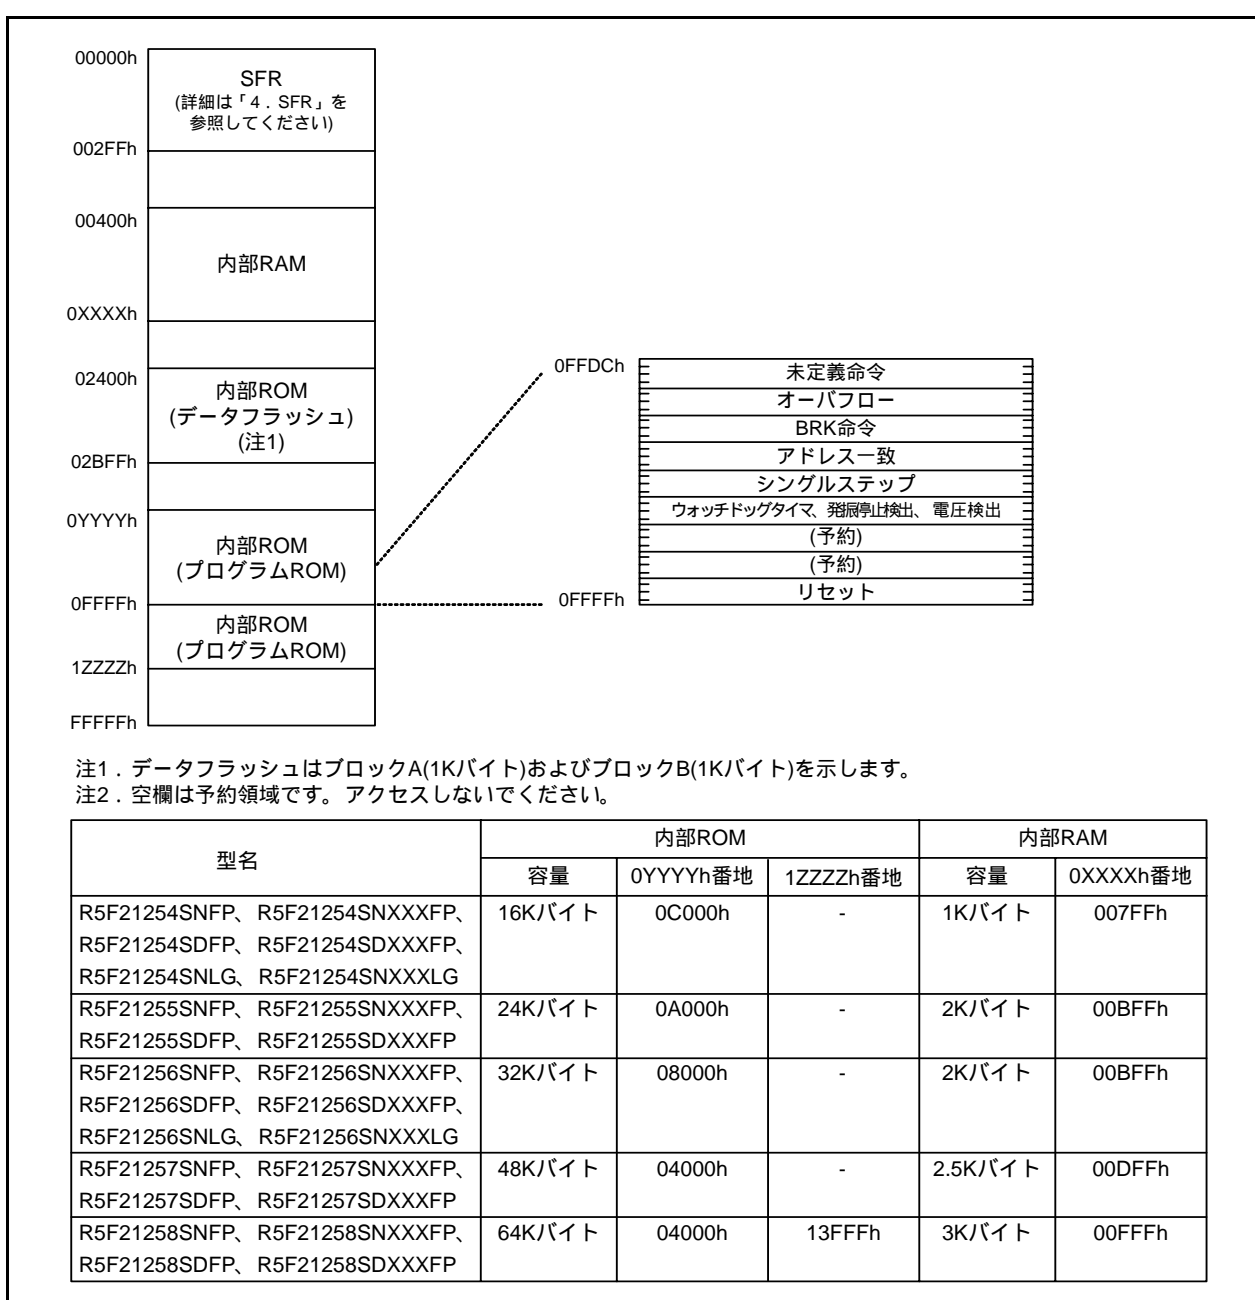 00000h
SFR
(詳細は「4．SFR」を
参照してください)
002FFh
00400h
内部RAM
0XXXXh
02400h
内部ROM
(データフラッシュ)
(注1)
02BFFh
0YYYYh
内部ROM
(プログラムROM)
0FFFFh
内部ROM
(プログラムROM)
1ZZZZh
FFFFFh
0FFDCh
未定義命令
オーバフロー
BRK命令
アドレス一致
シングルステップ
ウォッチドッグタイマ、発振停止検出、電圧検出
(予約)
(予約)
リセット
0FFFFh
注1．データフラッシュはブロックA(1Kバイト)およびブロックB(1Kバイト)を示します。
注2．空欄は予約領域です。アクセスしないでください。
型名 内部ROM 内部RAM
容量 0YYYYh番地 1ZZZZh番地 容量 0XXXXh番地
R5F21254SNFP、R5F21254SNXXXFP、 16Kバイト 0C000h - 1Kバイト 007FFh
R5F21254SDFP、R5F21254SDXXXFP、
R5F21254SNLG、R5F21254SNXXXLG
R5F21255SNFP、R5F21255SNXXXFP、 24Kバイト 0A000h - 2Kバイト 00BFFh
R5F21255SDFP、R5F21255SDXXXFP
R5F21256SNFP、R5F21256SNXXXFP、 32Kバイト 08000h - 2Kバイト 00BFFh
R5F21256SDFP、R5F21256SDXXXFP、
R5F21256SNLG、R5F21256SNXXXLG
R5F21257SNFP、R5F21257SNXXXFP、 48Kバイト 04000h - 2.5Kバイト 00DFFh
R5F21257SDFP、R5F21257SDXXXFP
R5F21258SNFP、R5F21258SNXXXFP、 64Kバイト 04000h 13FFFh 3Kバイト 00FFFh
R5F21258SDFP、R5F21258SDXXXFP